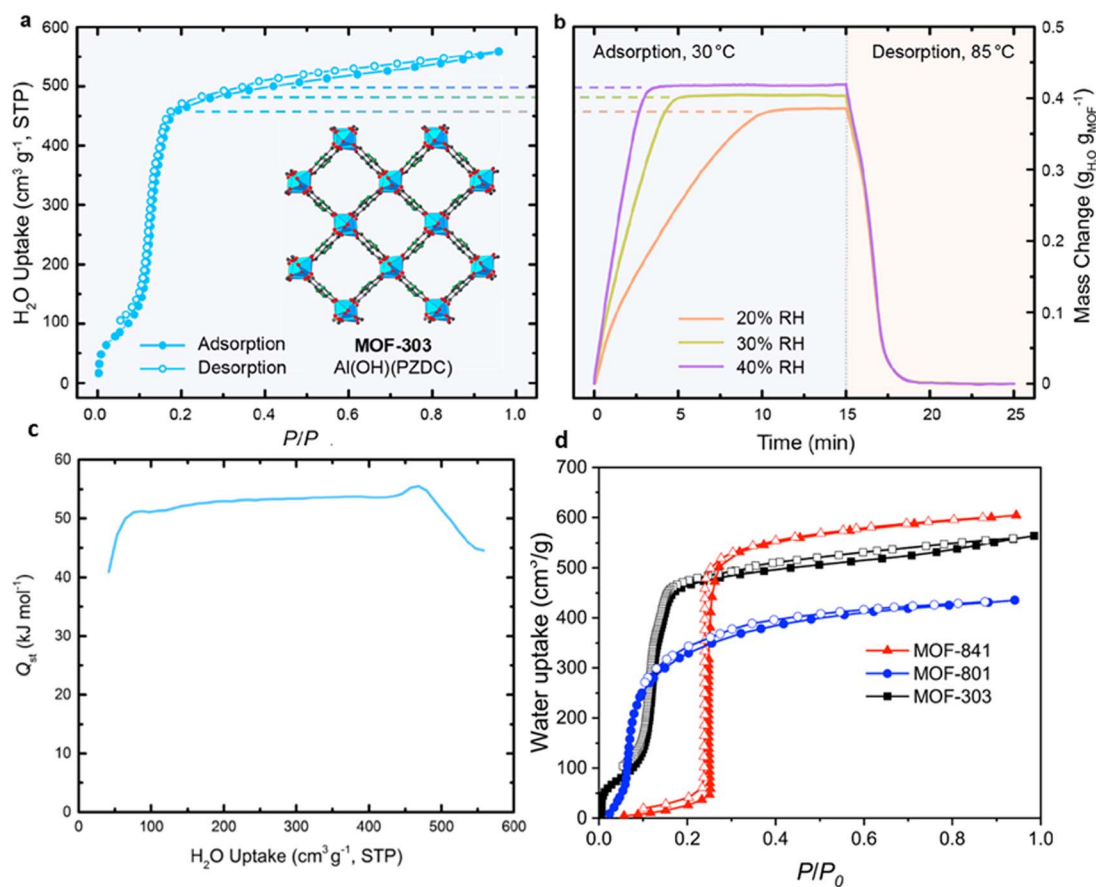 a
H₂O Uptake (cm³ g⁻¹, STP)
600
500
400
300
200
100
0
Adsorption
Desorption
MOF-303
Al(OH)(PZDC)
0.0 0.2 0.4 0.6 0.8 1.0
P/P
b
Adsorption, 30 °C
Desorption, 85 °C
20% RH
30% RH
40% RH
0.5
0.4
0.3
0.2
0.1
0
Mass Change (g_H₂O g_MOF⁻¹)
0 5 10 15 20 25
Time (min)
c
Qst (kJ mol⁻¹)
60
50
40
30
20
10
0
0 100 200 300 400 500 600
H₂O Uptake (cm³ g⁻¹, STP)
d
Water uptake (cm³/g)
700
600
500
400
300
200
100
0
MOF-841
MOF-801
MOF-303
0.0 0.2 0.4 0.6 0.8 1.0
P/P₀